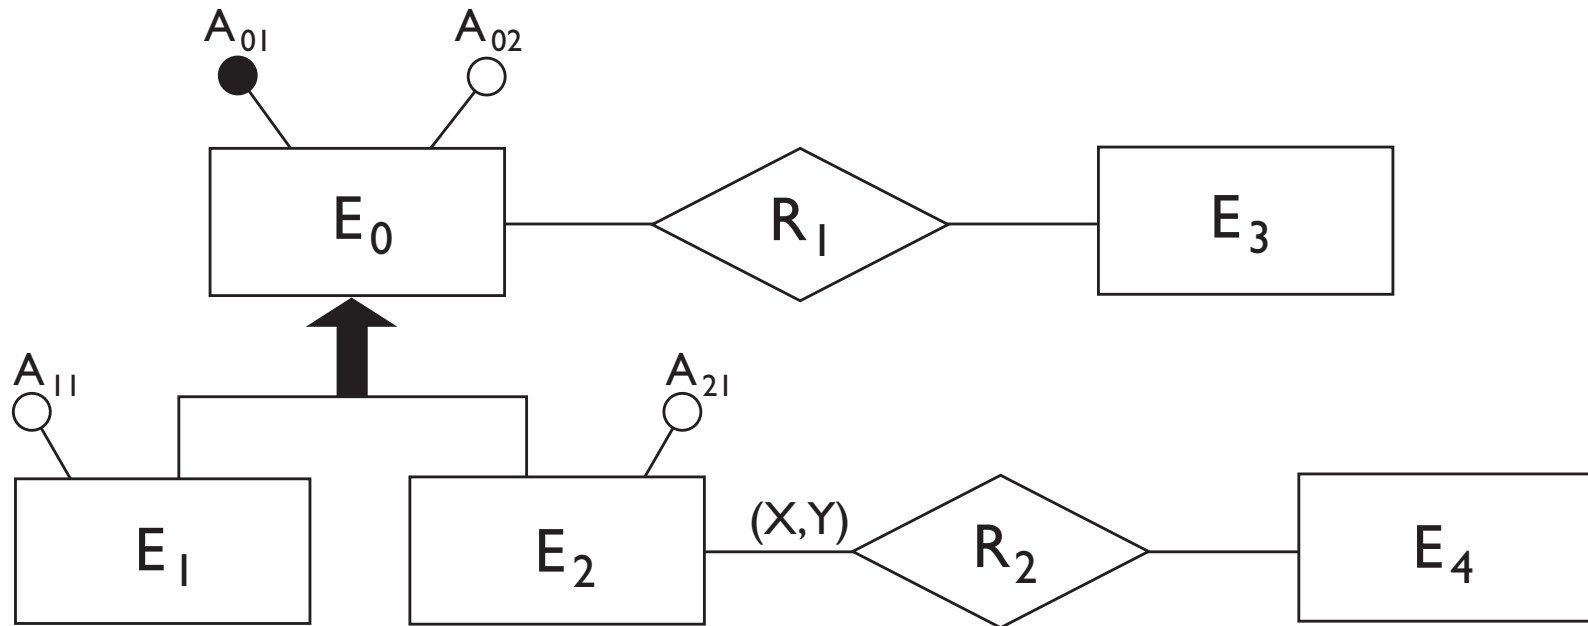 A₀₁
A₀₂
E₀
R₁
E₃
A₁₁
A₂₁
E₁
E₂
(X,Y)
R₂
E₄